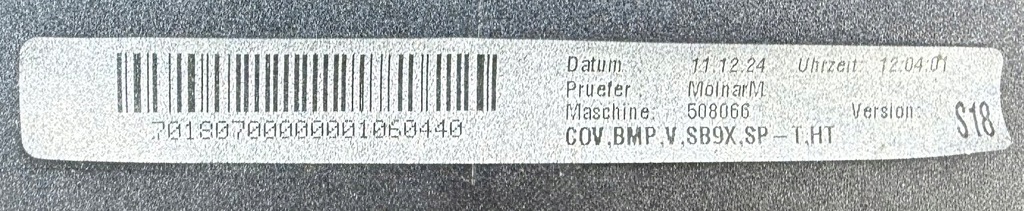 Datum : 11.12.24 Uhrzeit: 12:04:01
Pruefer : MolnarM
Maschine: 508066 Version: S18
COV,BMP,V,SB9X,SP-T,HT
70180700000001060440